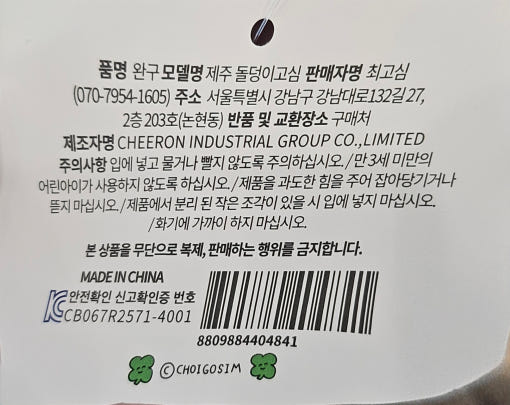 품명 완구 모델명 제주 돌덩이고심 판매자명 최고심
(070-7954-1605) 주소 서울특별시 강남구 강남대로132길 27,
2층 203호(논현동) 반품 및 교환장소 구매처
제조자명 CHEERON INDUSTRIAL GROUP CO.,LIMITED
주의사항 입에 넣고 물거나 빨지 않도록 주의하십시오. / 만 3세 미만의
어린아이가 사용하지 않도록 하십시오. / 제품을 과도한 힘을 주어 잡아당기거나
뜯지 마십시오. / 제품에서 분리 된 작은 조각이 있을 시 입에 넣지 마십시오.
/ 화기에 가까이 하지 마십시오.
본 상품을 무단으로 복제, 판매하는 행위를 금지합니다.
MADE IN CHINA
KC 안전확인 신고확인증 번호
CB067R2571-4001
8809884404841
©CHOIGOSIM